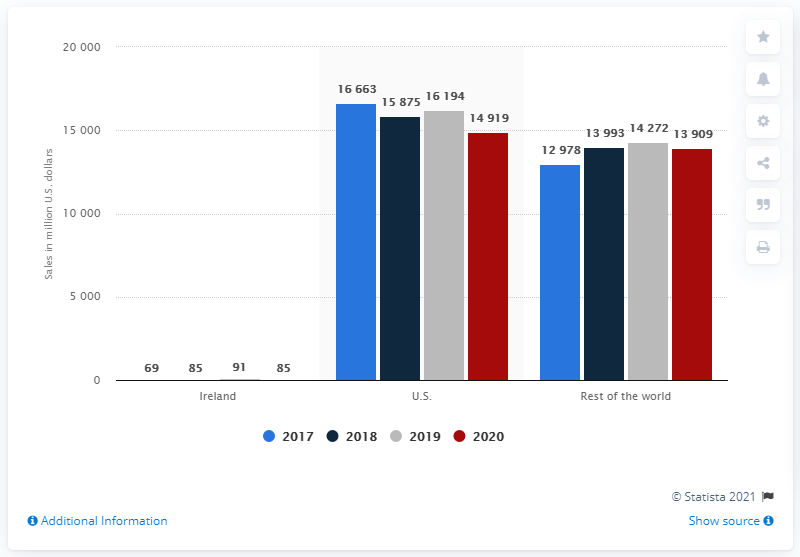 20 000
15 000
10 000
5 000
0
Sales in million U.S. dollars
69 85 91 85
16 663 15 875 16 194 14 919
12 978 13 993 14 272 13 909
Ireland U.S. Rest of the world
2017 2018 2019 2020
© Statista 2021
Additional Information Show source